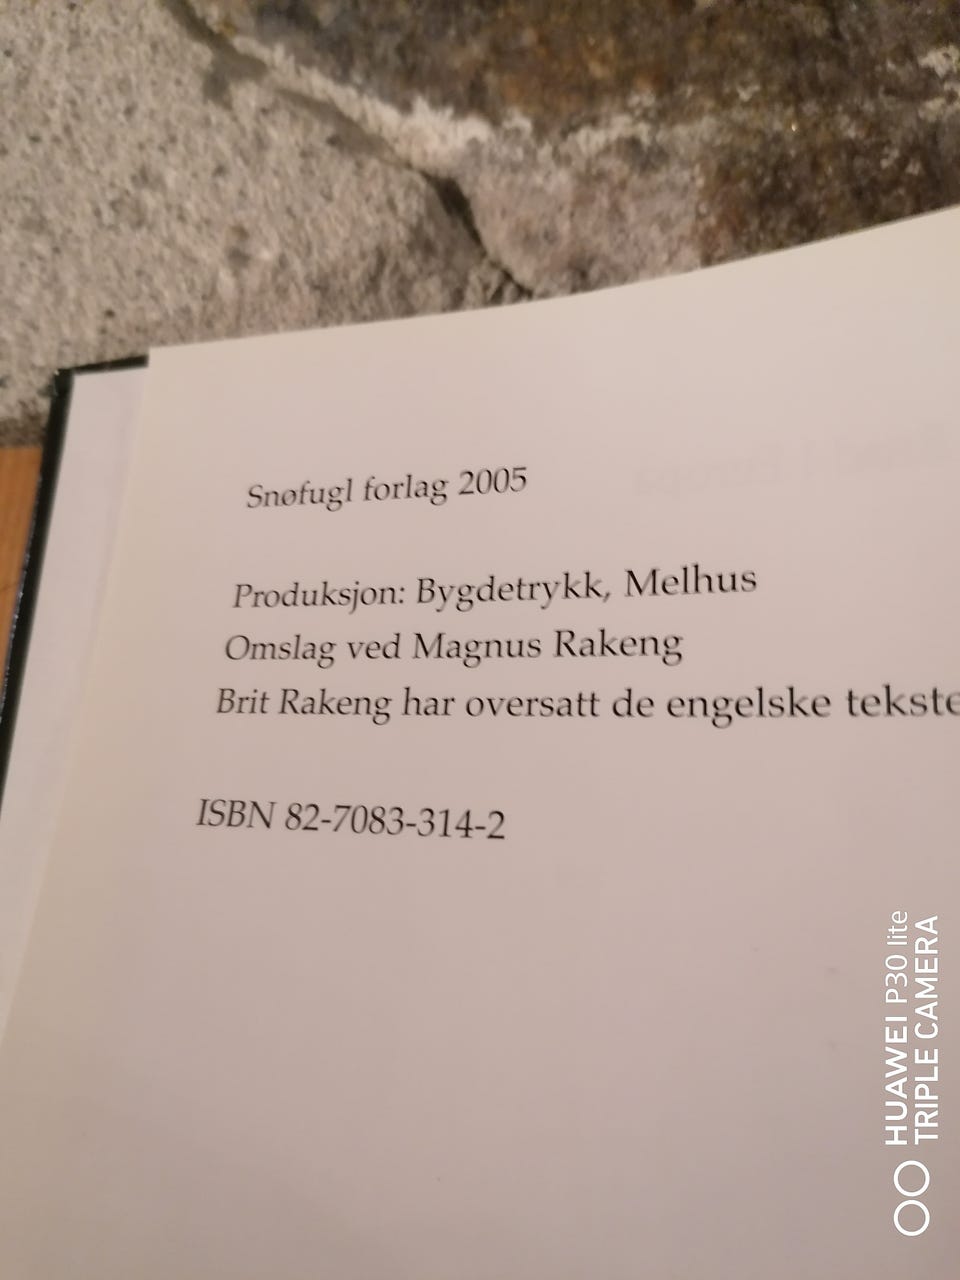 Snøfugl forlag 2005
Produksjon: Bygdetrykk, Melhus
Omslag ved Magnus Rakeng
Brit Rakeng har oversatt de engelske tekste
ISBN 82-7083-314-2
HUAWEI P30 lite
TRIPLE CAMERA